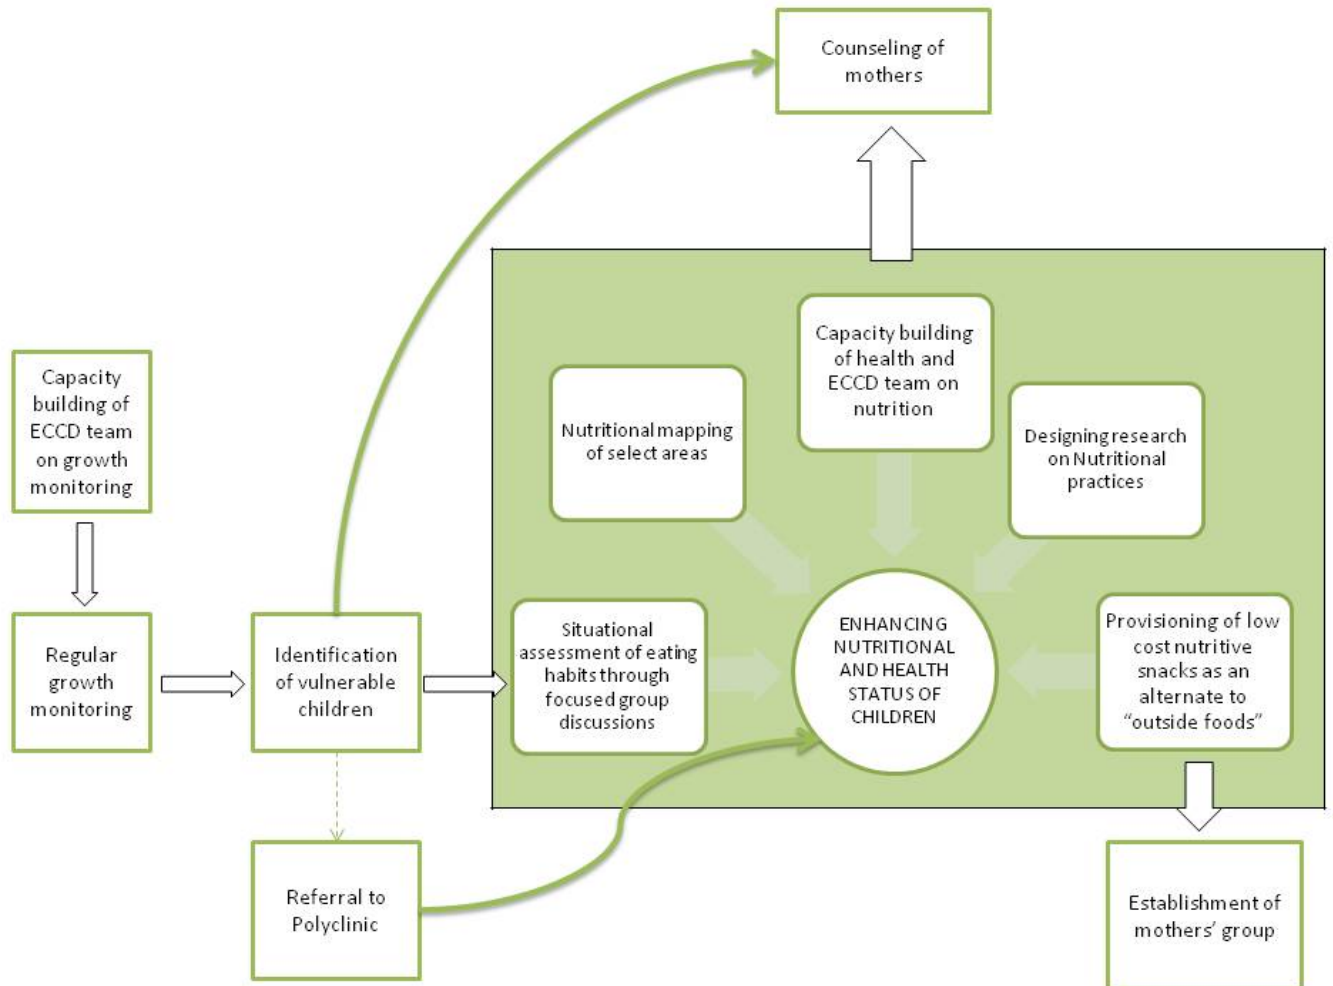 Counseling of
mothers
Capacity
building of
ECCD team
on growth
monitoring
Regular
growth
monitoring
Identification
of vulnerable
children
Referral to
Polyclinic
Nutritional mapping
of select areas
Capacity building
of health and
ECCD team on
nutrition
Designing research
on Nutritional
practices
Situational
assessment of eating
habits through
focused group
discussions
ENHANCING
NUTRITIONAL
AND HEALTH
STATUS OF
CHILDREN
Provisioning of low
cost nutritive
snacks as an
alternate to
“outside foods”
Establishment of
mothers’ group